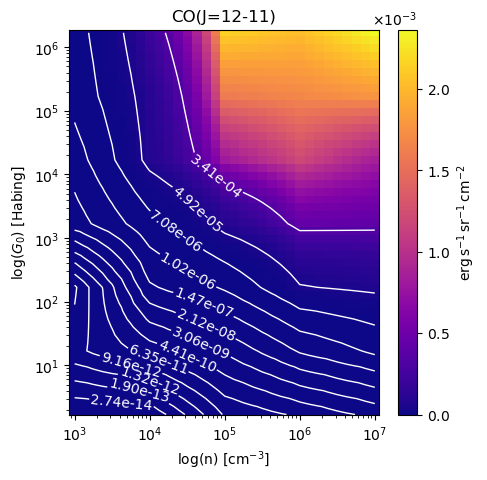 CO(J=12-11)
×10⁻³
10⁶
10⁵
10⁴
10³
10²
10¹
log(G₀) [Habing]
3.41e-04
4.92e-05
7.08e-06
1.02e-06
1.47e-07
2.12e-08
3.06e-09
4.41e-10
6.35e-11
9.16e-12
1.32e-12
1.90e-13
2.74e-14
10³ 10⁴ 10⁵ 10⁶ 10⁷
log(n) [cm⁻³]
2.0
1.5
1.0
0.5
0.0
erg s⁻¹ sr⁻¹ cm⁻²